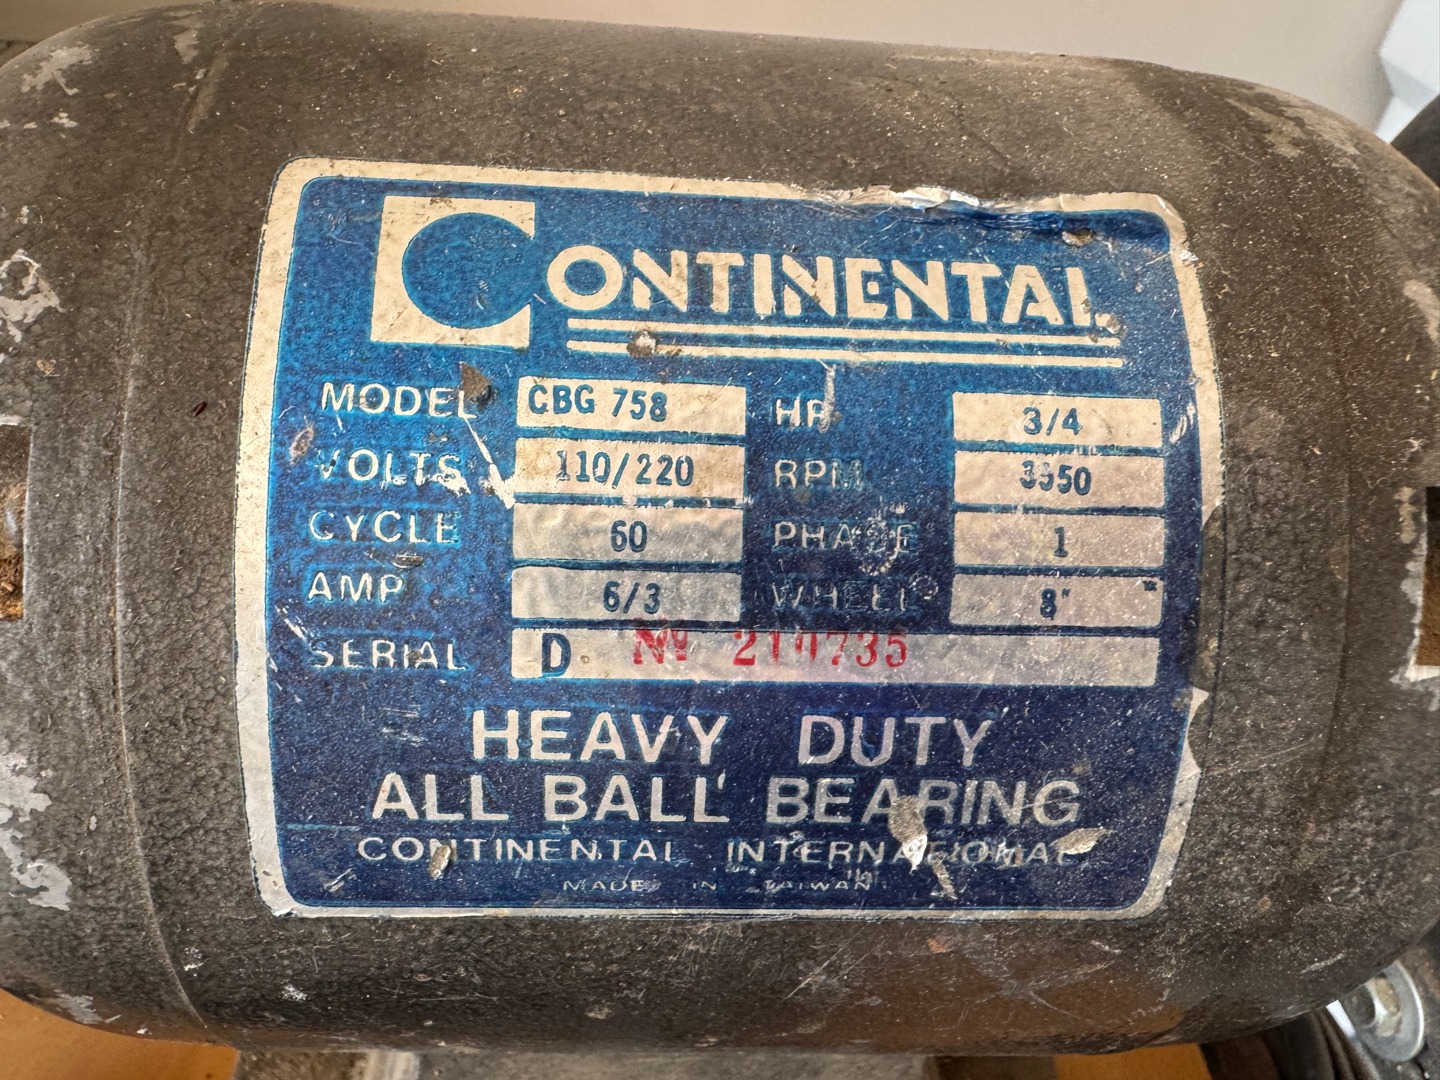 CONTINENTAL
MODEL CBG 758 HP 3/4
VOLTS 110/220 RPM
CYCLE 60 PHASE 1
AMP 6/3 WHEEL 8"
SERIAL D Nº 210735
HEAVY DUTY
ALL BALL BEARING
CONTINENTAL INTERNATIONAL
MADE IN TAIWAN